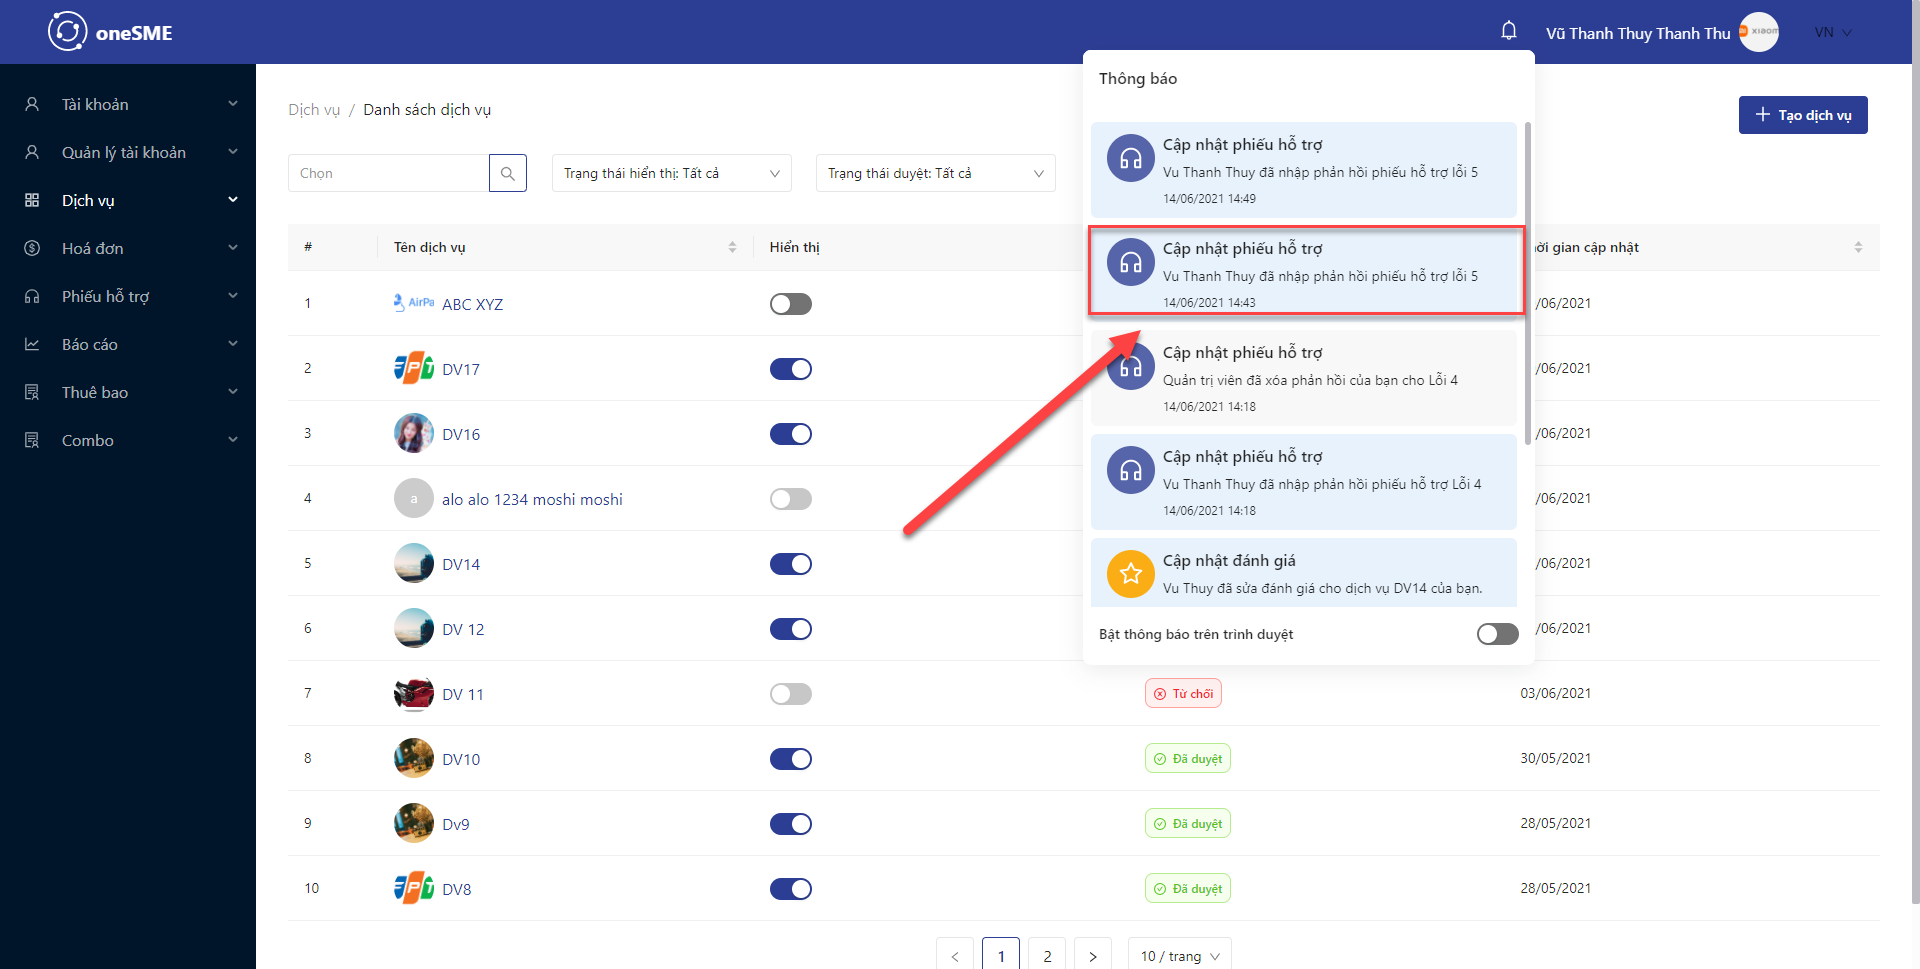 oneSME
Vũ Thanh Thuy Thanh Thu
VN
Tài khoản
Quản lý tài khoản
Dịch vụ
Hoá đơn
Phiếu hỗ trợ
Báo cáo
Thuê bao
Combo
Dịch vụ / Danh sách dịch vụ
Tạo dịch vụ
Chọn
Trạng thái hiển thị: Tất cả
Trạng thái duyệt: Tất cả
# Tên dịch vụ Hiển thị ời gian cập nhật
1 AirPa ABC XYZ /06/2021
2 FPT DV17 /06/2021
3 DV16 /06/2021
4 a alo alo 1234 moshi moshi /06/2021
5 DV14 /06/2021
6 DV 12 /06/2021
7 DV 11 Từ chối 03/06/2021
8 DV10 Đã duyệt 30/05/2021
9 Dv9 Đã duyệt 28/05/2021
10 FPT DV8 Đã duyệt 28/05/2021
< 1 2 > 10 / trang
Thông báo
Cập nhật phiếu hỗ trợ
Vu Thanh Thuy đã nhập phản hồi phiếu hỗ trợ lỗi 5
14/06/2021 14:49
Cập nhật phiếu hỗ trợ
Vu Thanh Thuy đã nhập phản hồi phiếu hỗ trợ lỗi 5
14/06/2021 14:43
Cập nhật phiếu hỗ trợ
Quản trị viên đã xóa phản hồi của bạn cho Lỗi 4
14/06/2021 14:18
Cập nhật phiếu hỗ trợ
Vu Thanh Thuy đã nhập phản hồi phiếu hỗ trợ Lỗi 4
14/06/2021 14:18
Cập nhật đánh giá
Vu Thuy đã sửa đánh giá cho dịch vụ DV14 của bạn.
Bật thông báo trên trình duyệt